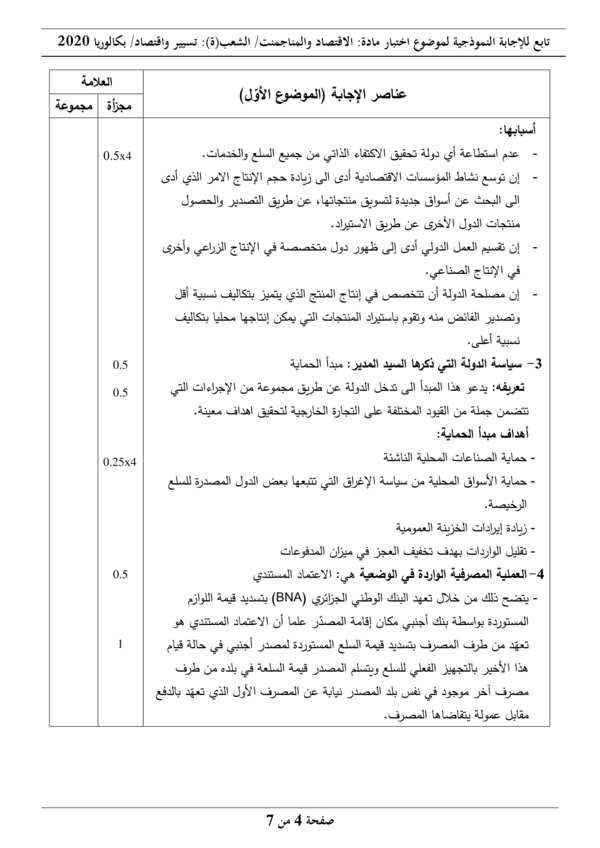 تابع للإجابة النموذجية لموضوع اختبار مادة: الاقتصاد والمناجمنت/ الشعب(ة): تسيير واقتصاد/ بكالوريا 2020
عناصر الإجابة (الموضوع الأوّل)
العلامة
مجزأة
مجموعة
أسبابها:
- عدم استطاعة أي دولة تحقيق الاكتفاء الذاتي من جميع السلع والخدمات.
0.5x4
- إن توسع نشاط المؤسسات الاقتصادية أدى الى زيادة حجم الإنتاج الامر الذي أدى
الى البحث عن أسواق جديدة لتسويق منتجاتها، عن طريق التصدير والحصول
منتجات الدول الأخرى عن طريق الاستيراد.
- إن تقسيم العمل الدولي أدى إلى ظهور دول متخصصة في الإنتاج الزراعي وأخرى
في الإنتاج الصناعي.
- إن مصلحة الدولة أن تتخصص في إنتاج المنتج الذي يتميز بتكاليف نسبية أقل
وتصدير الفائض منه وتقوم باستيراد المنتجات التي يمكن إنتاجها محليا بتكاليف
نسبية أعلى.
3- سياسة الدولة التي ذكرها السيد المدير: مبدأ الحماية
0.5
تعريفه: يدعو هذا المبدأ الى تدخل الدولة عن طريق مجموعة من الإجراءات التي
0.5
تتضمن جملة من القيود المختلفة على التجارة الخارجية لتحقيق اهداف معينة.
أهداف مبدأ الحماية:
- حماية الصناعات المحلية الناشئة
0.25x4
- حماية الأسواق المحلية من سياسة الإغراق التي تتبعها بعض الدول المصدرة للسلع
الرخيصة.
- زيادة إيرادات الخزينة العمومية
- تقليل الواردات بهدف تخفيف العجز في ميزان المدفوعات
4- العملية المصرفية الواردة في الوضعية هي: الاعتماد المستندي
0.5
- يتضح ذلك من خلال تعهد البنك الوطني الجزائري (BNA) بتسديد قيمة اللوازم
المستوردة بواسطة بنك أجنبي مكان إقامة المصدّر علما أن الاعتماد المستندي هو
تعهّد من طرف المصرف بتسديد قيمة السلع المستوردة لمصدر أجنبي في حالة قيام
1
هذا الأخير بالتجهيز الفعلي للسلع ويتسلم المصدر قيمة السلعة في بلده من طرف
مصرف آخر موجود في نفس بلد المصدر نيابة عن المصرف الأول الذي تعهّد بالدفع
مقابل عمولة يتقاضاها المصرف.
صفحة 4 من 7